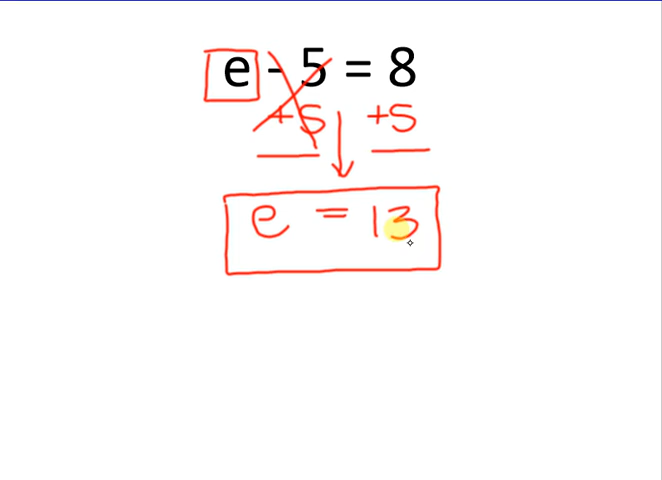 e - 5 = 8
+5 +5
e = 13